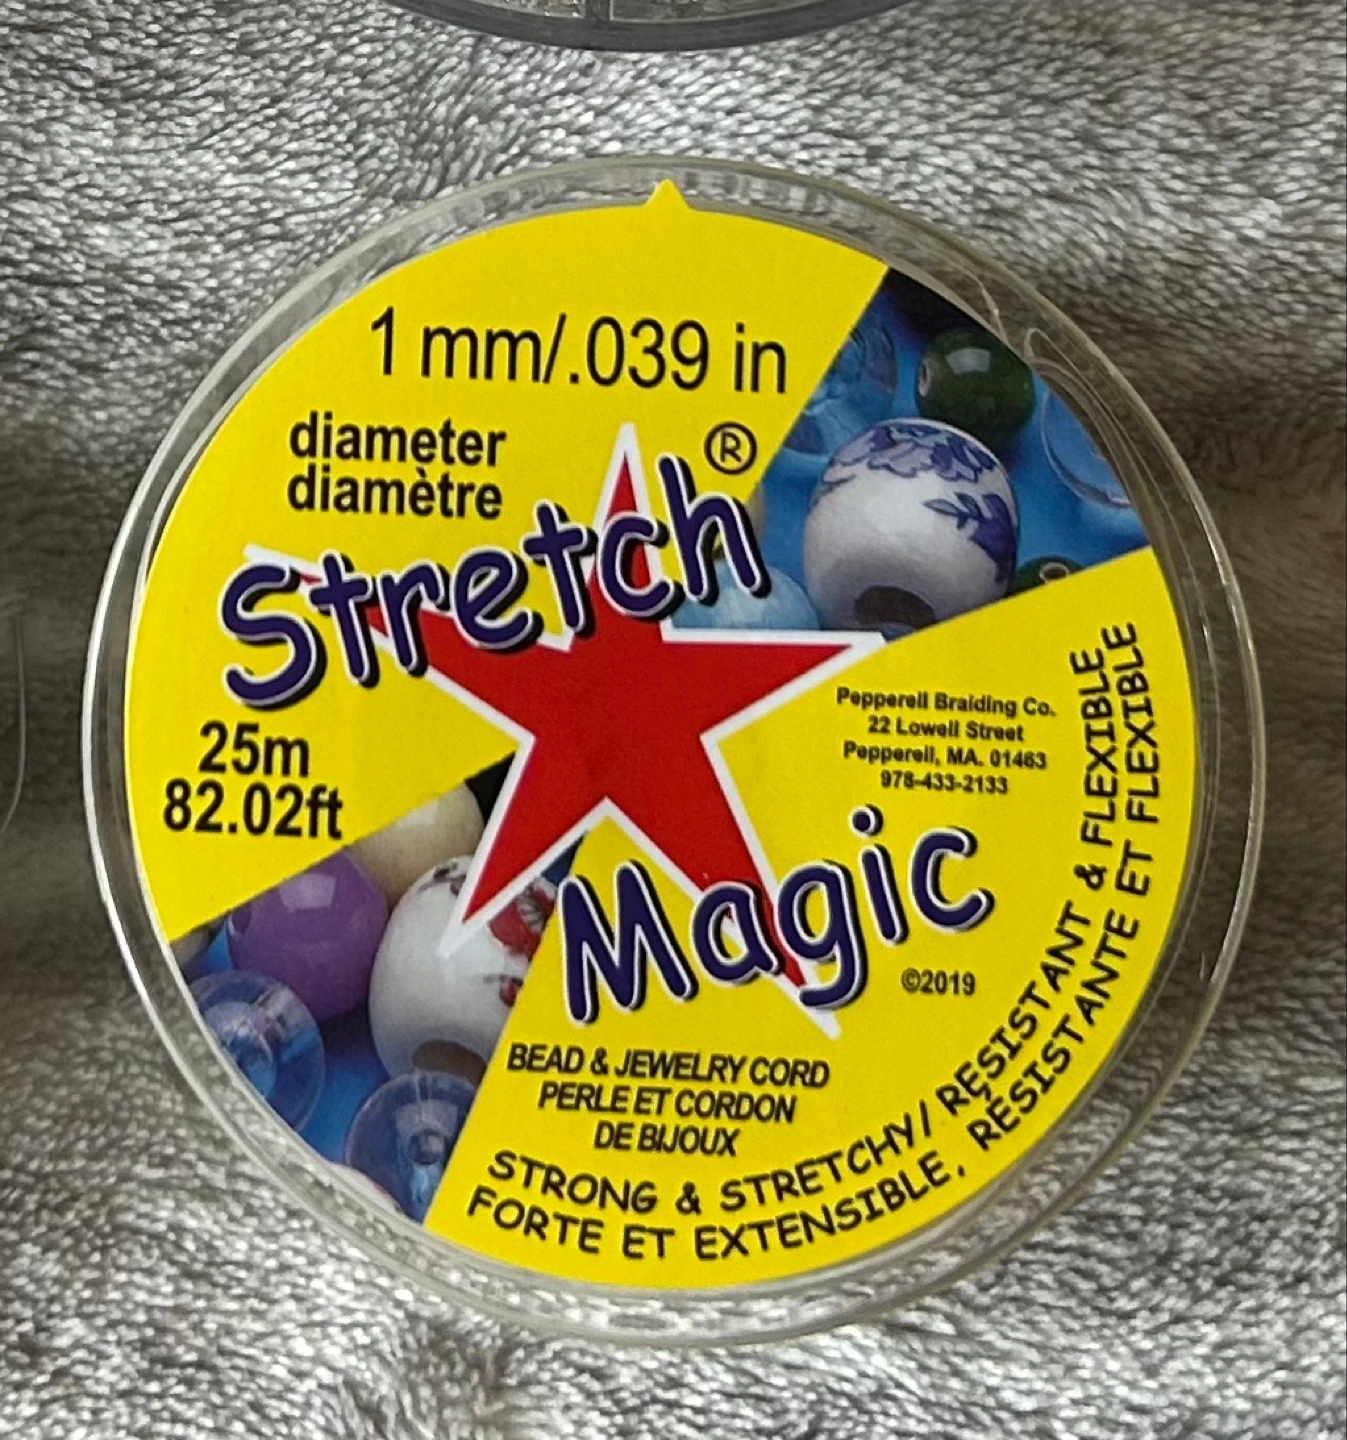 1 mm/.039 in
diameter
diamètre
Stretch®
25m
82.02ft
Pepperell Braiding Co.
22 Lowell Street
Pepperell, MA. 01463
978-433-2133
Magic
©2019
BEAD & JEWELRY CORD
PERLE ET CORDON
DE BIJOUX
STRONG & STRETCHY/ RESISTANT & FLEXIBLE
FORTE ET EXTENSIBLE, RÉSISTANTE ET FLEXIBLE